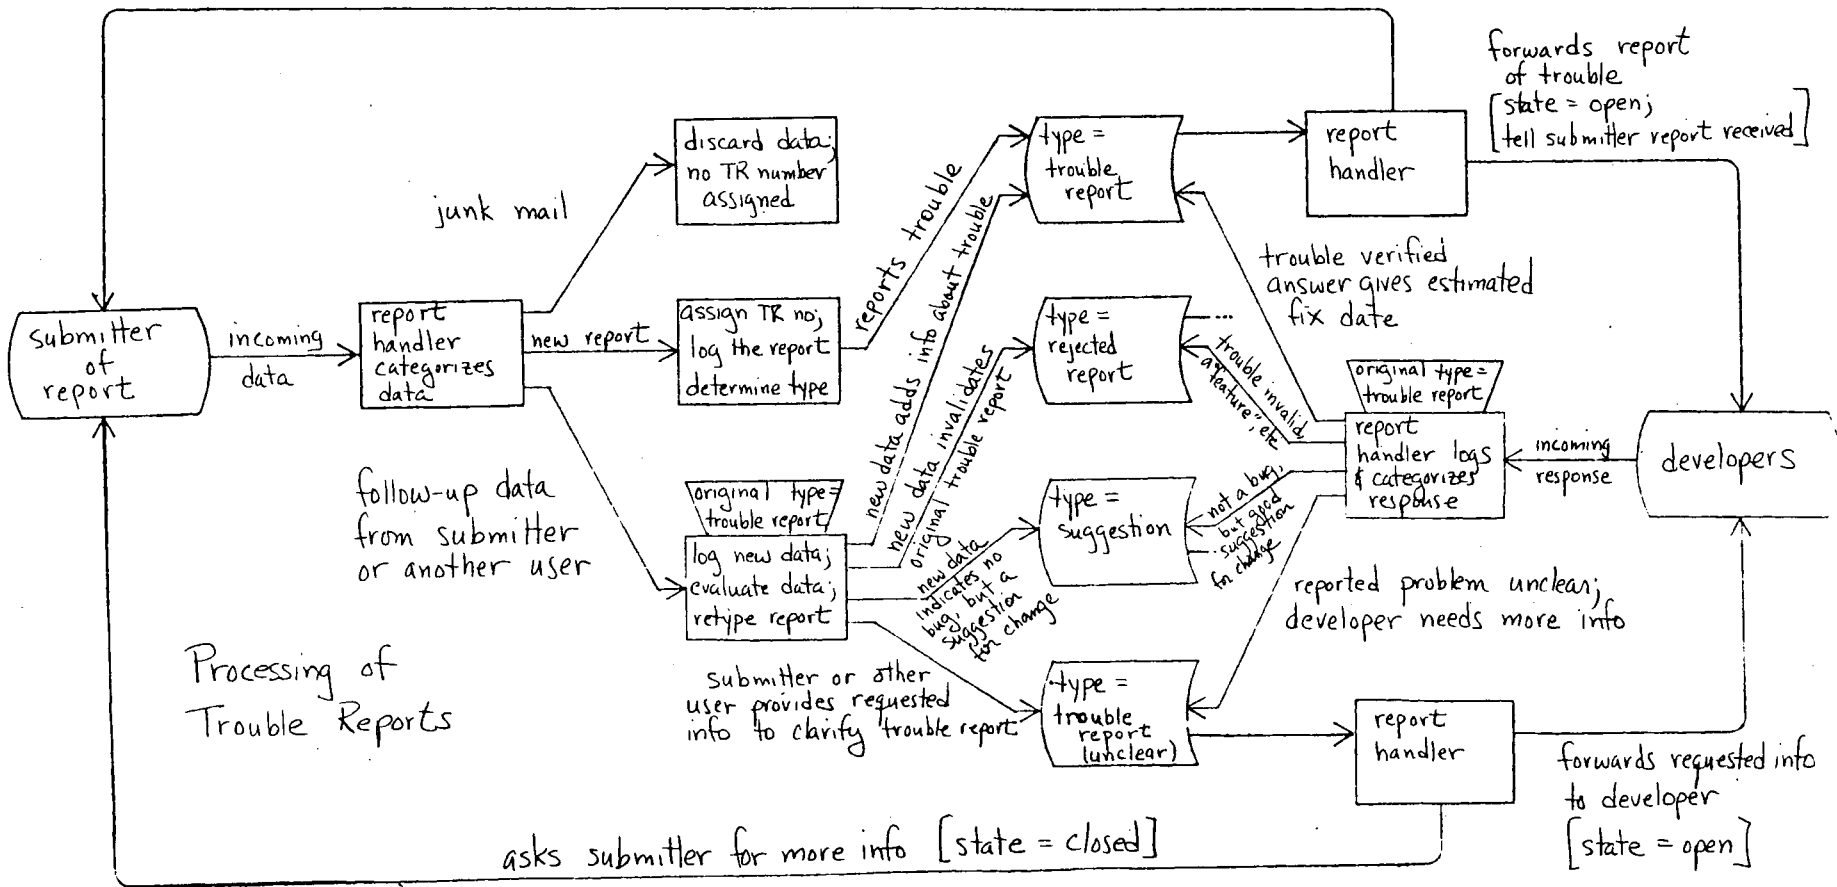 forwards report
of trouble
[state = open;
tell submitter report received]
discard data;
no TR number
assigned
junk mail
reports trouble
type =
trouble
report
report
handler
trouble verified
answer gives estimated
fix date
submitter
of
report
incoming
data
report
handler
categorizes
data
new report
assign TR no;
log the report
determine type
new data adds info about trouble
type =
rejected
report
...
trouble invalid,
a "feature", etc
original type =
trouble report
report
handler logs
& categorizes
response
incoming
response
developers
follow-up data
from submitter
or another user
original type =
trouble report
log new data;
evaluate data;
retype report
new data invalidates
original trouble report
new data
indicates no
bug, but a
suggestion
for change
type =
suggestion
...
not a bug,
but good
suggestion
for change
reported problem unclear;
developer needs more info
Processing of
Trouble Reports
submitter or other
user provides requested
info to clarify trouble report
type =
trouble
report
(unclear)
report
handler
forwards requested info
to developer
[state = open]
asks submitter for more info [state = closed]